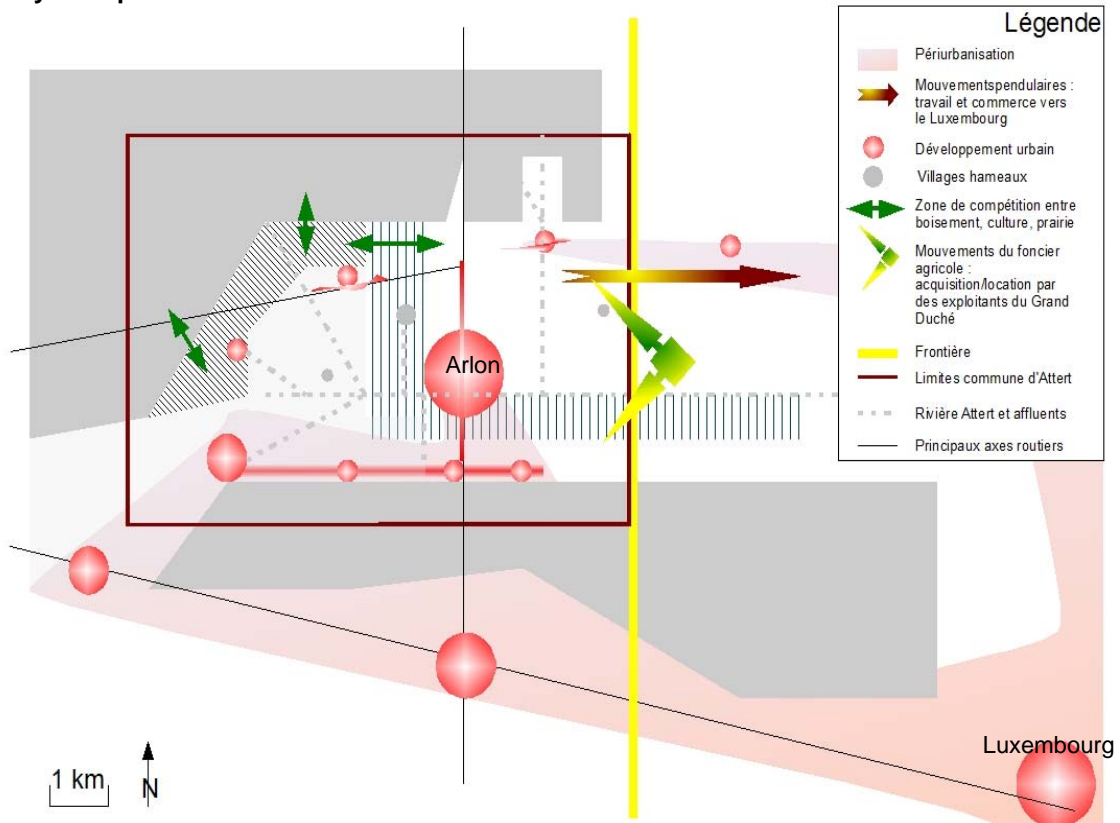 Légende
Périurbanisation
Mouvementspendulaires :
travail et commerce vers
le Luxembourg
Développement urbain
Villages hameaux
Zone de compétition entre
boisement, culture, prairie
Mouvements du foncier
agricole :
acquisition/location par
des exploitants du Grand
Duché
Frontière
Limites commune d'Attert
Rivière Attert et affluents
Principaux axes routiers
Arlon
Luxembourg
1 km
N